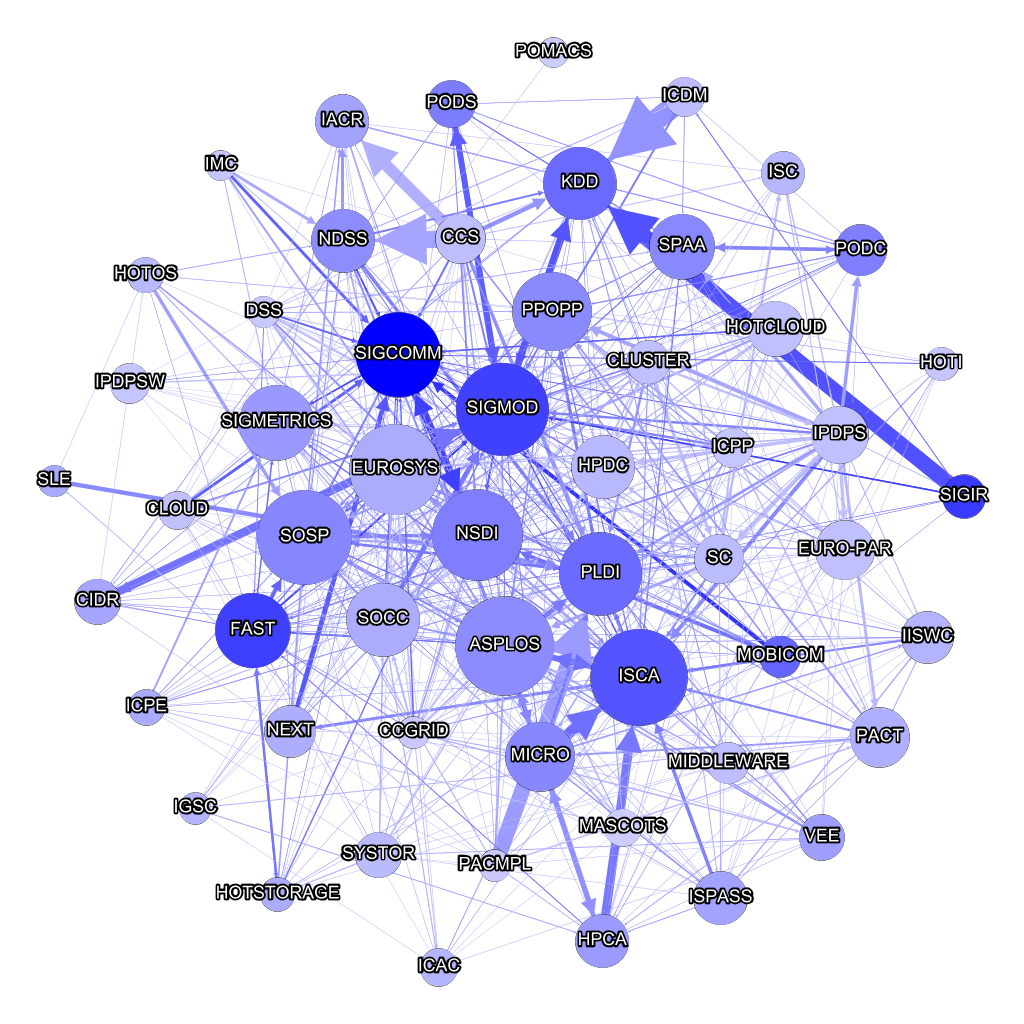 POMACS
PODS
ICDM
IACR
IMC
ISC
KDD
NDSS
CCS
SPAA
PODC
HOTOS
DSS
PPOPP
HOTCLOUD
SIGCOMM
CLUSTER
HOTI
IPDPSW
SIGMOD
SIGMETRICS
IPDPS
ICPP
EUROSYS
HPDC
SLE
SIGIR
CLOUD
SOSP
NSDI
EURO-PAR
SC
PLDI
CIDR
SOCC
FAST
IISWC
ASPLOS
MOBICOM
ISCA
ICPE
NEXT
CCGRID
PACT
MICRO
MIDDLEWARE
IGSC
MASCOTS
VEE
SYSTOR
PACMPL
HOTSTORAGE
ISPASS
HPCA
ICAC